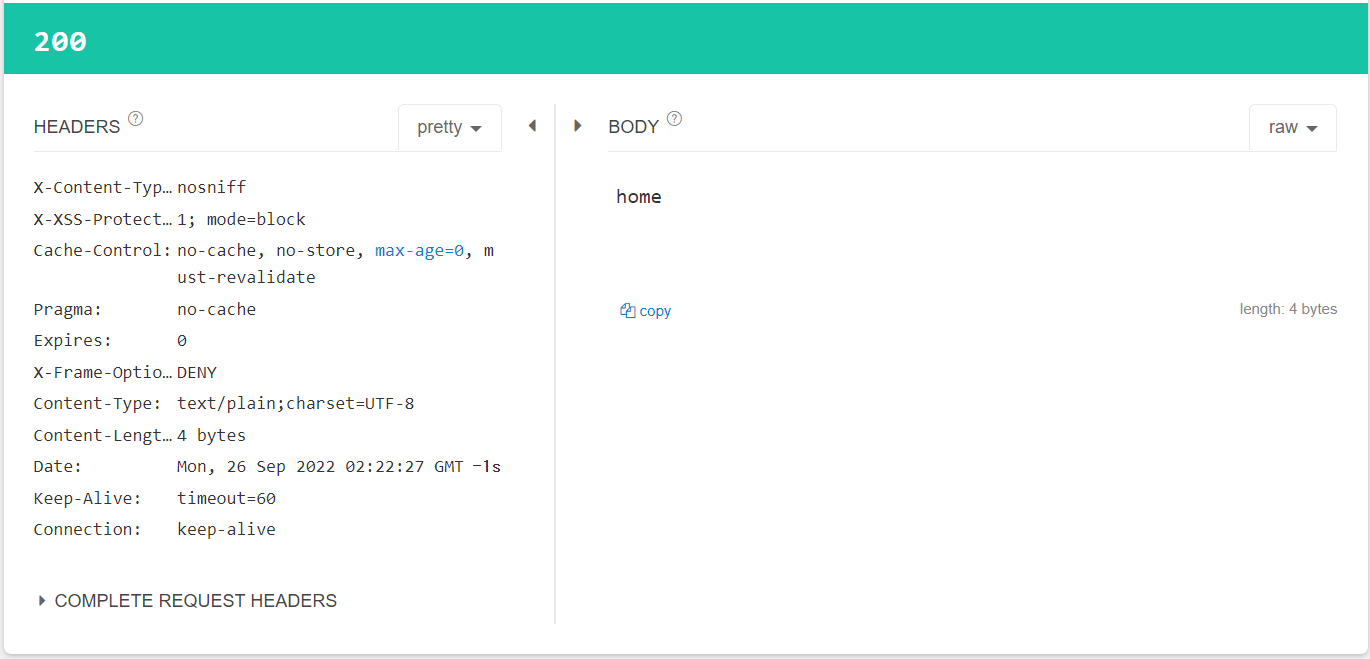 200
HEADERS ?
pretty
X-Content-Typ… nosniff
X-XSS-Protect… 1; mode=block
Cache-Control: no-cache, no-store, max-age=0, m
ust-revalidate
Pragma: no-cache
Expires: 0
X-Frame-Optio… DENY
Content-Type: text/plain;charset=UTF-8
Content-Lengt… 4 bytes
Date: Mon, 26 Sep 2022 02:22:27 GMT -1s
Keep-Alive: timeout=60
Connection: keep-alive
COMPLETE REQUEST HEADERS
BODY ?
raw
home
copy
length: 4 bytes